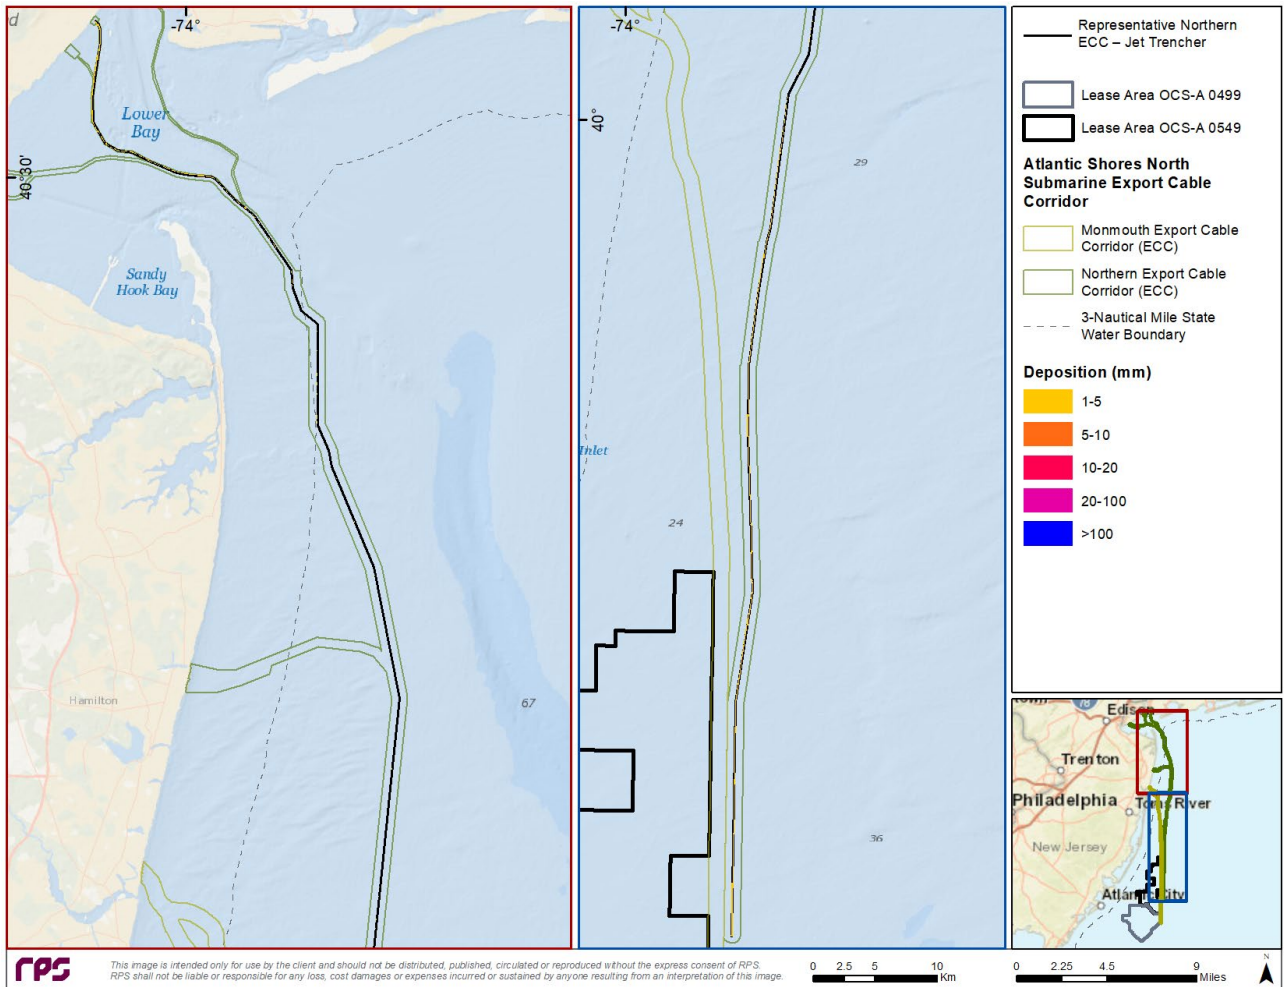 d
-74°
Lower
Bay
40°30'
Sandy
Hook Bay
Hamilton
67
-74°
40°
29
Inlet
24
36
Representative Northern
ECC – Jet Trencher
Lease Area OCS-A 0499
Lease Area OCS-A 0549
Atlantic Shores North
Submarine Export Cable
Corridor
Monmouth Export Cable
Corridor (ECC)
Northern Export Cable
Corridor (ECC)
3-Nautical Mile State
Water Boundary
Deposition (mm)
1-5
5-10
10-20
20-100
>100
78
Edison
Trenton
Philadelphia
Toms River
New Jersey
Atlantic City
RPS
This image is intended only for use by the client and should not be distributed, published, circulated or reproduced without the express consent of RPS.
RPS shall not be liable or responsible for any loss, cost damages or expenses incurred or sustained by anyone resulting from an interpretation of this image.
0 2.5 5 10
Km
0 2.25 4.5 9
Miles
N